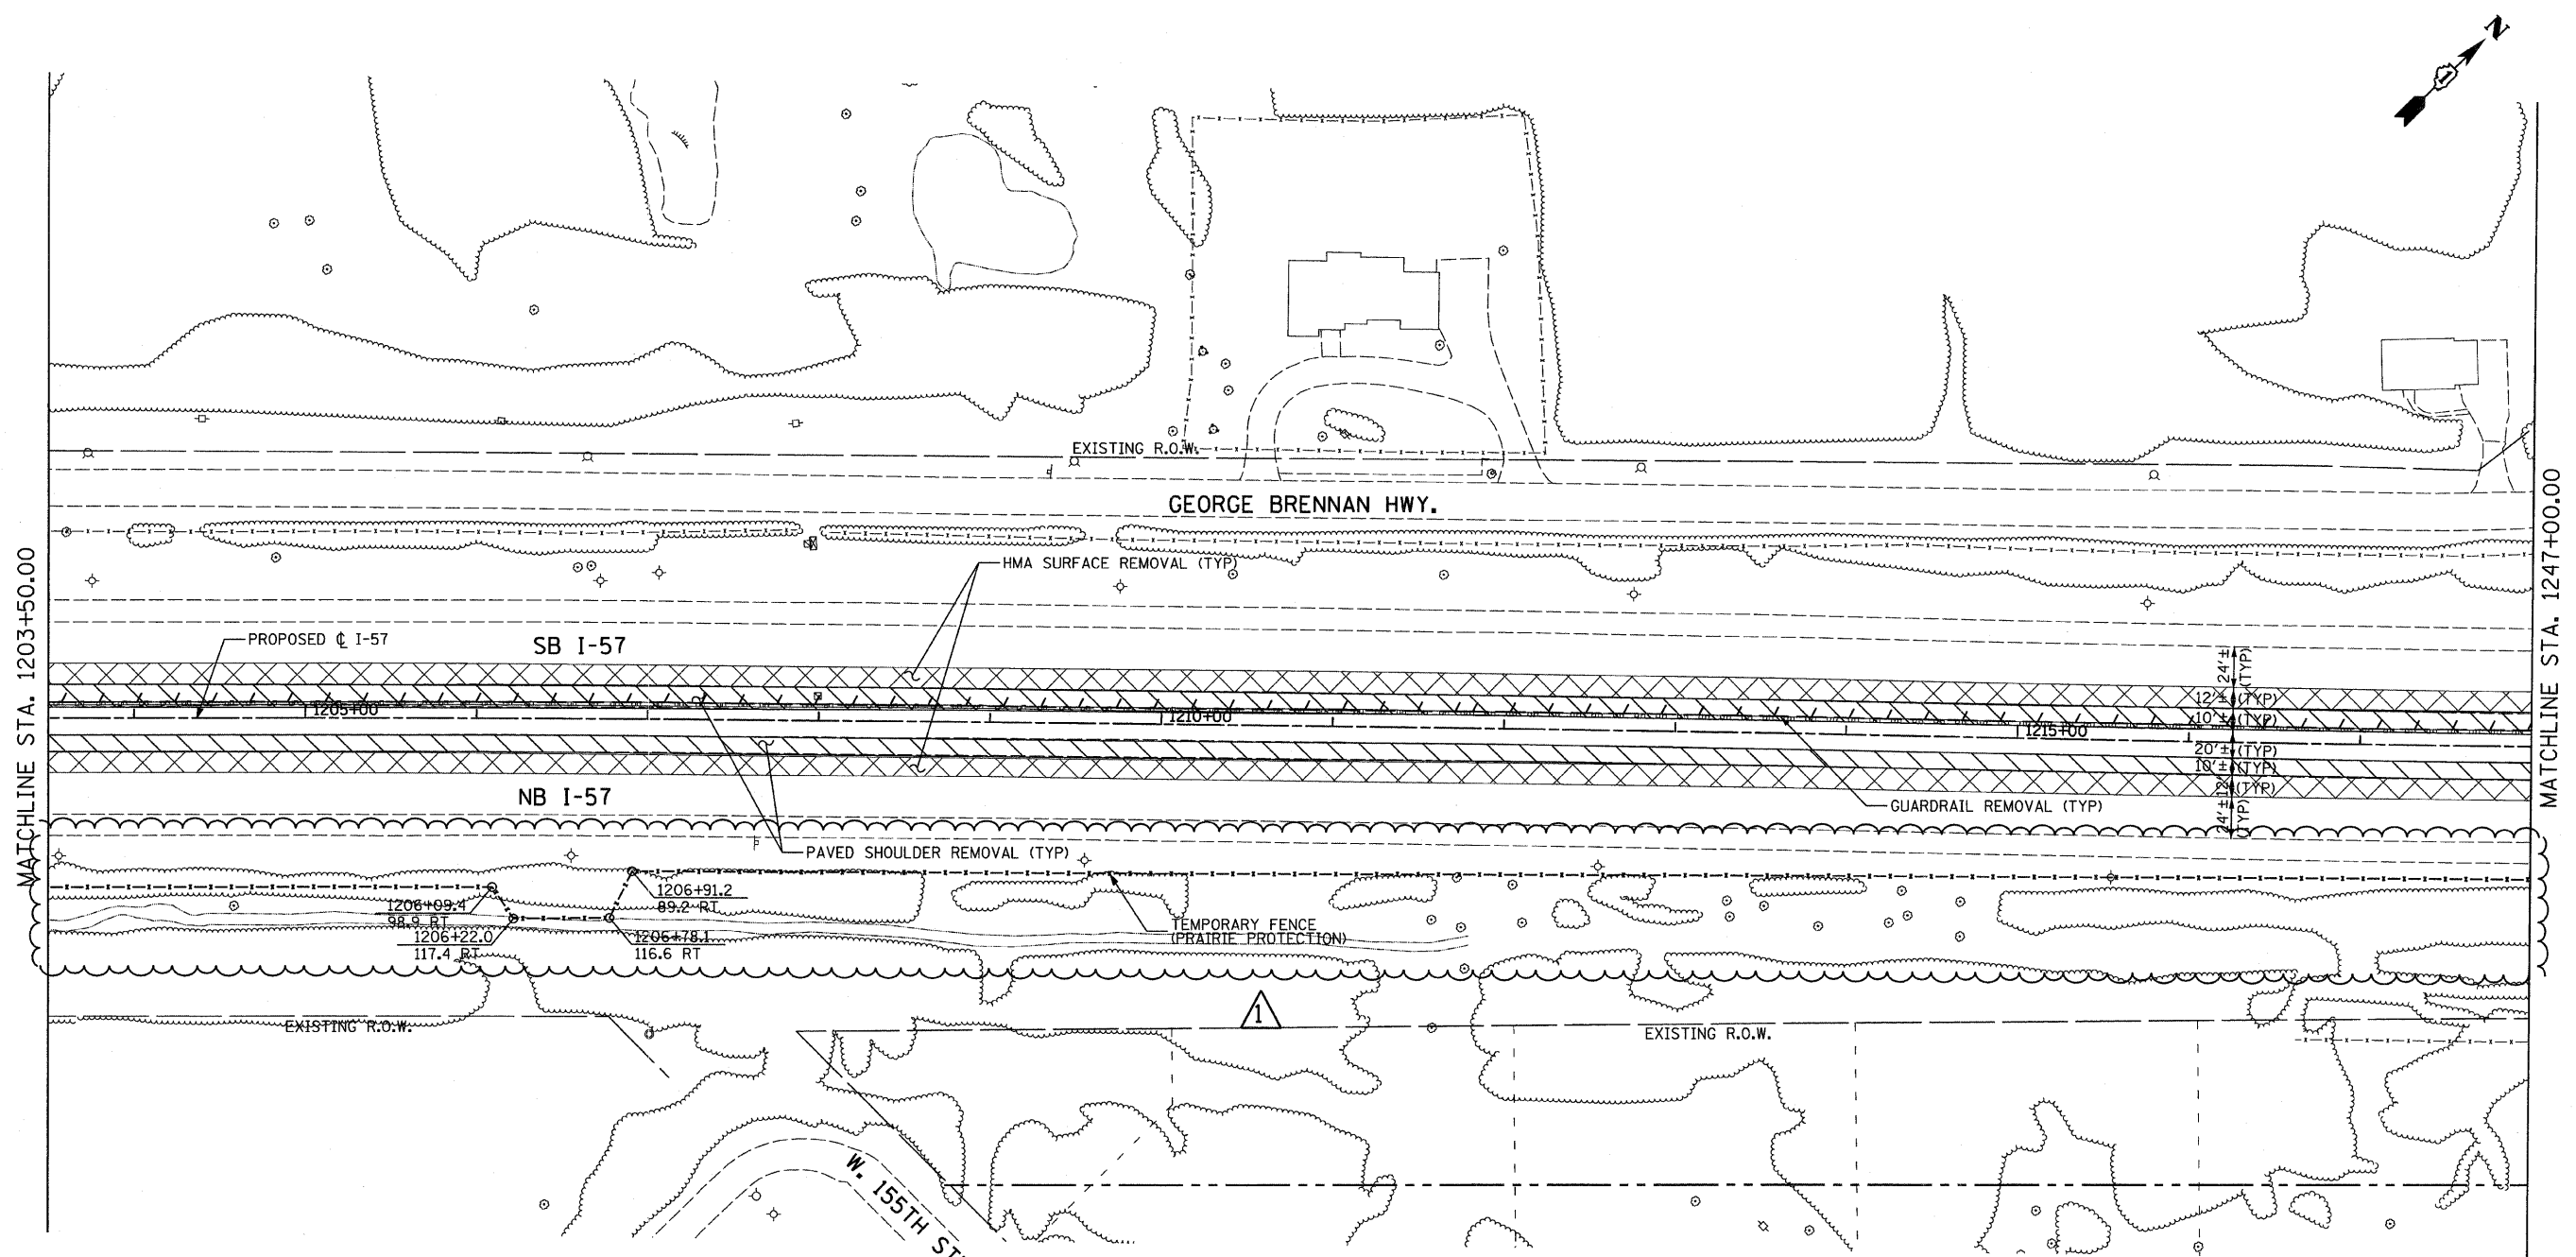 N
EXISTING R.O.W.
GEORGE BRENNAN HWY.
MATCHLINE STA. 1203+50.00
MATCHLINE STA. 1247+00.00
HMA SURFACE REMOVAL (TYP)
PROPOSED ℄ I-57
SB I-57
24'± (TYP)
12'± (TYP)
1205+00
1210+00
10'± (TYP)
1215+00
20'± (TYP)
10'± (TYP)
12'± (TYP)
24'± (TYP)
NB I-57
GUARDRAIL REMOVAL (TYP)
PAVED SHOULDER REMOVAL (TYP)
1206+91.2
89.2 RT
1206+09.4
98.9 RT
1206+22.0
117.4 RT
1206+78.1
116.6 RT
TEMPORARY FENCE
(PRAIRIE PROTECTION)
1
EXISTING R.O.W.
EXISTING R.O.W.
W. 155TH